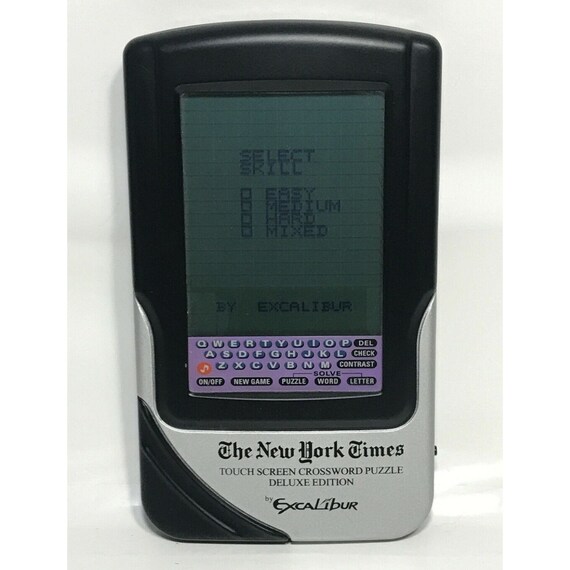 SELECT
SKILL
EASY
MEDIUM
HARD
MIXED
BY EXCALIBUR
Q W E R T Y U I O P DEL
A S D F G H J K L CHECK
Z X C V B N M CONTRAST
SOLVE
ON/OFF NEW GAME PUZZLE WORD LETTER
The New York Times
TOUCH SCREEN CROSSWORD PUZZLE
DELUXE EDITION
by EXCALIBUR